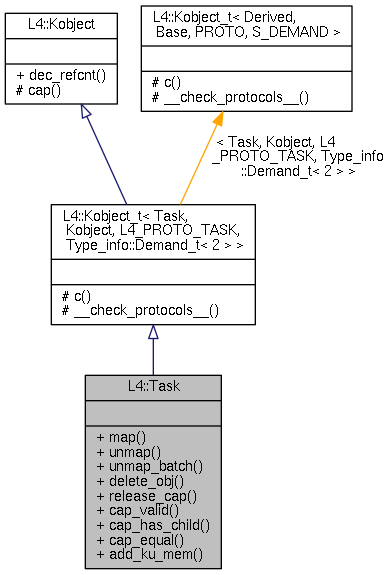 L4::Kobject
+ dec_refcnt()
# cap()
L4::Kobject_t< Derived,
Base, PROTO, S_DEMAND >
# c()
# __check_protocols__()
< Task, Kobject, L4
_PROTO_TASK, Type_info
::Demand_t< 2 > >
L4::Kobject_t< Task,
Kobject, L4_PROTO_TASK,
Type_info::Demand_t< 2 > >
# c()
# __check_protocols__()
L4::Task
+ map()
+ unmap()
+ unmap_batch()
+ delete_obj()
+ release_cap()
+ cap_valid()
+ cap_has_child()
+ cap_equal()
+ add_ku_mem()